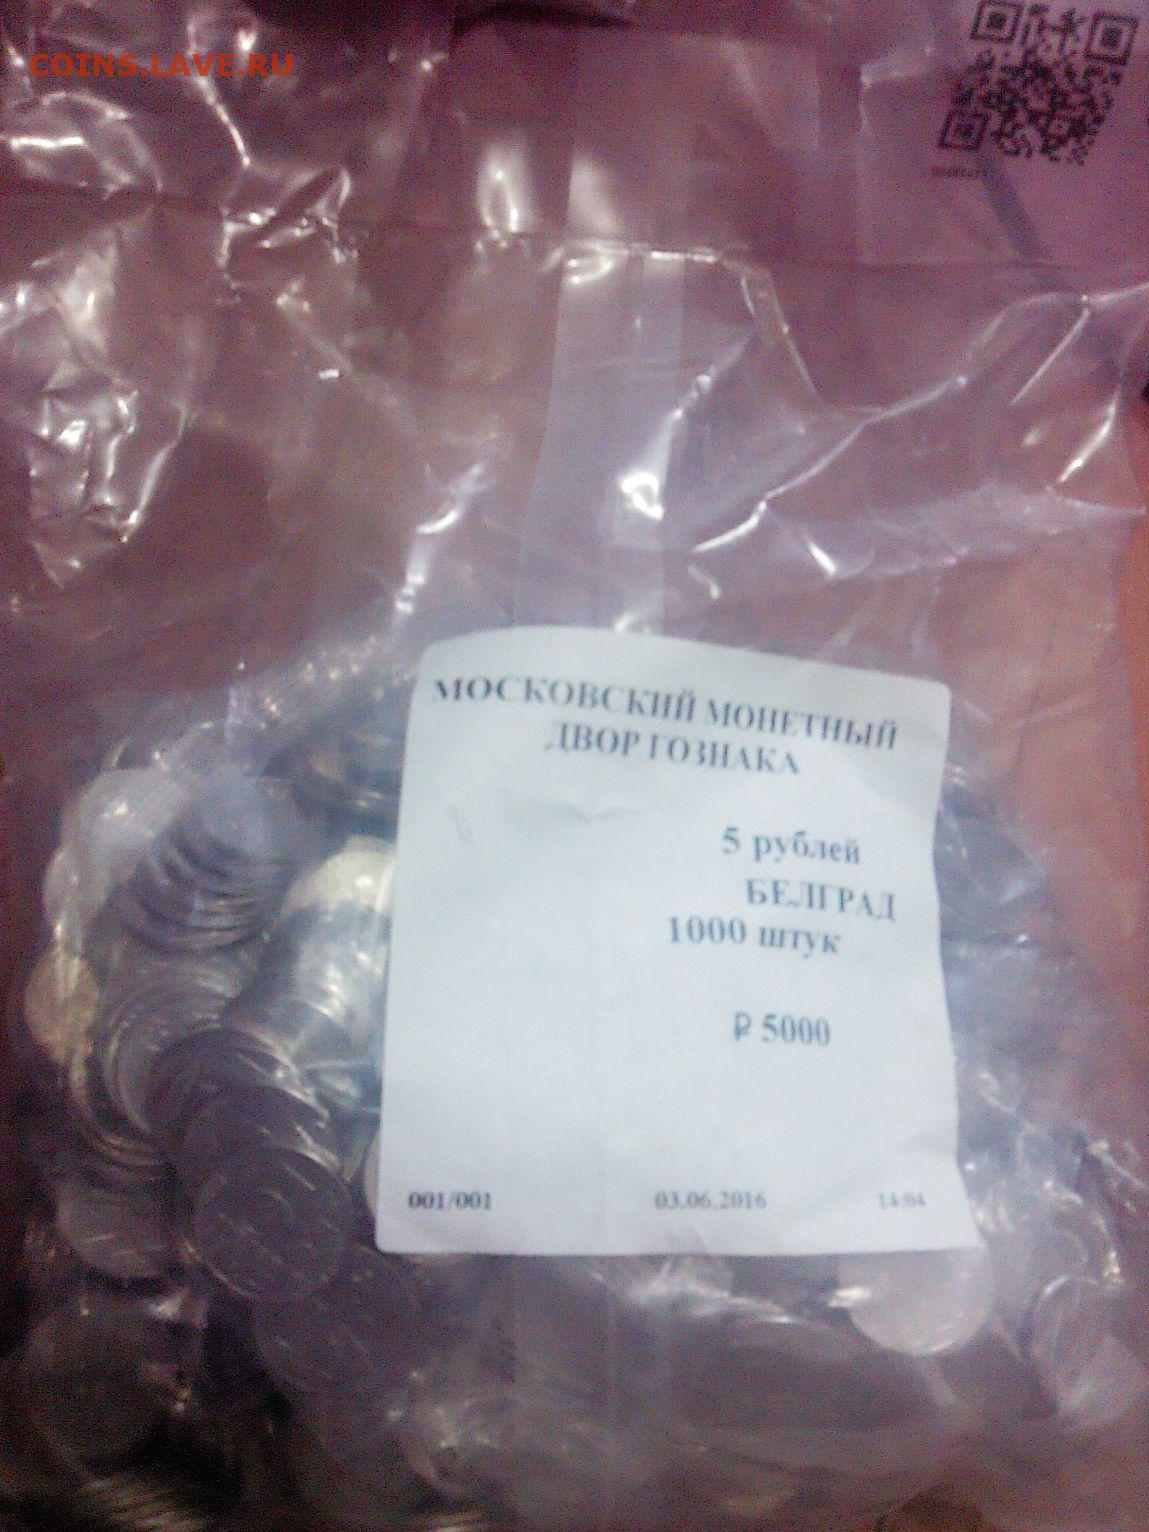 COINS.LAVE.RU
МОСКОВСКИЙ МОНЕТНЫЙ
ДВОР ГОЗНАКА
5 рублей
БЕЛГРАД
1000 штук
₽ 5000
001/001 03.06.2016 14:04